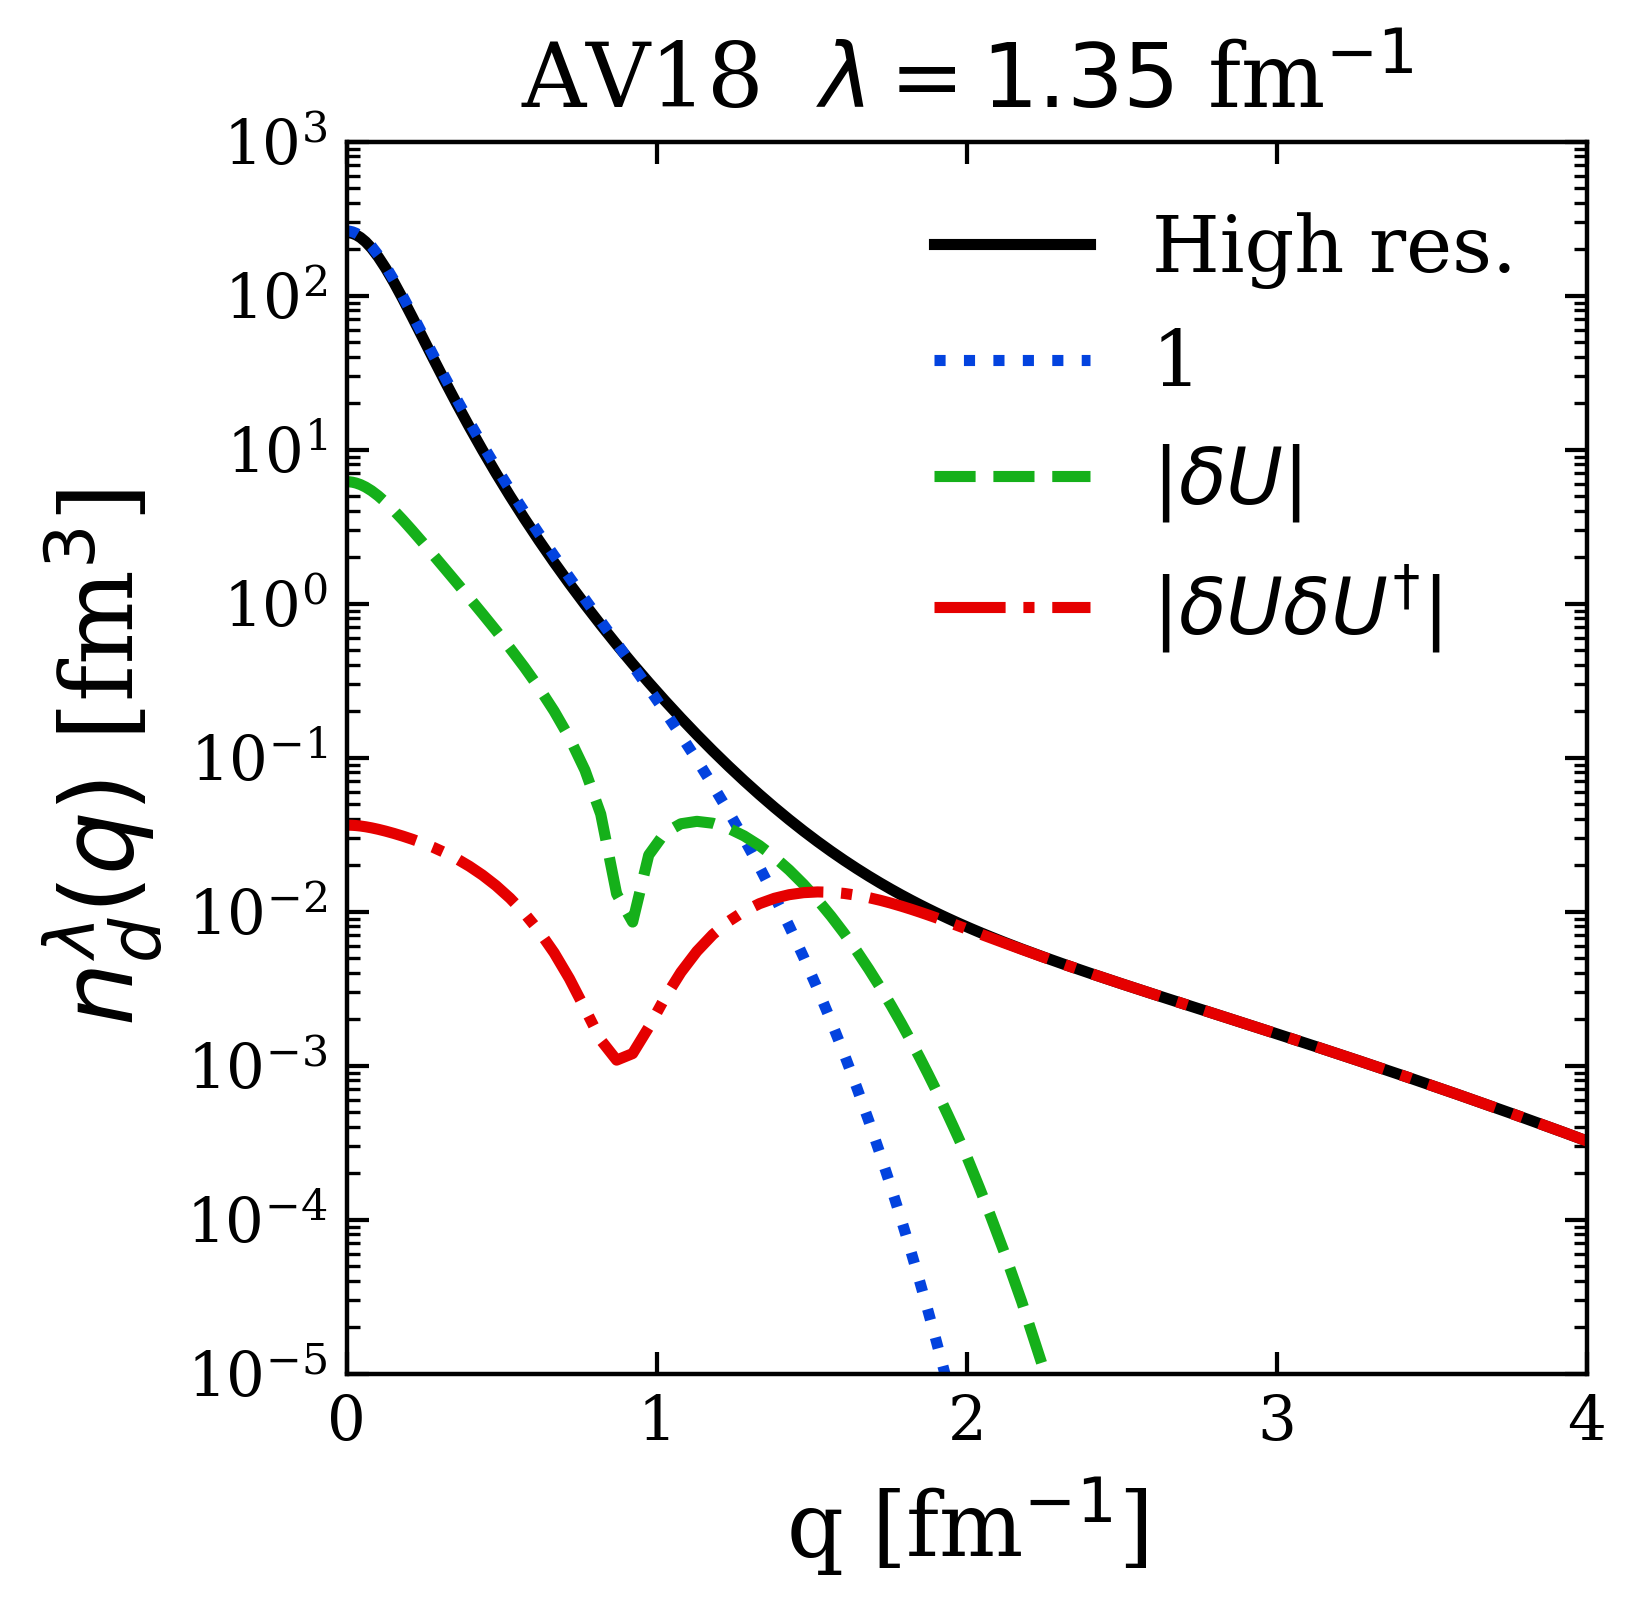 AV18 λ = 1.35 fm⁻¹
n_d^λ(q) [fm³]
10³
10²
10¹
10⁰
10⁻¹
10⁻²
10⁻³
10⁻⁴
10⁻⁵
High res.
1
|δU|
|δUδU†|
0 1 2 3 4
q [fm⁻¹]